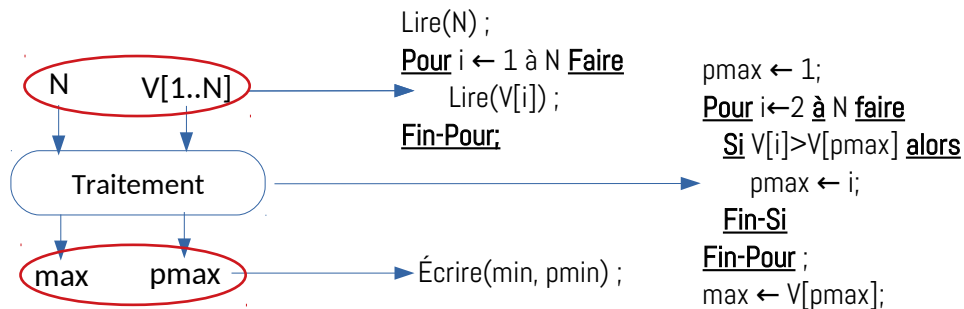 N V[1..N]
Traitement
max pmax
Lire(N) ;
Pour i ← 1 à N Faire
Lire(V[i]) ;
Fin-Pour;
Écrire(min, pmin) ;
pmax ← 1;
Pour i←2 à N faire
Si V[i]>V[pmax] alors
pmax ← i;
Fin-Si
Fin-Pour ;
max ← V[pmax];